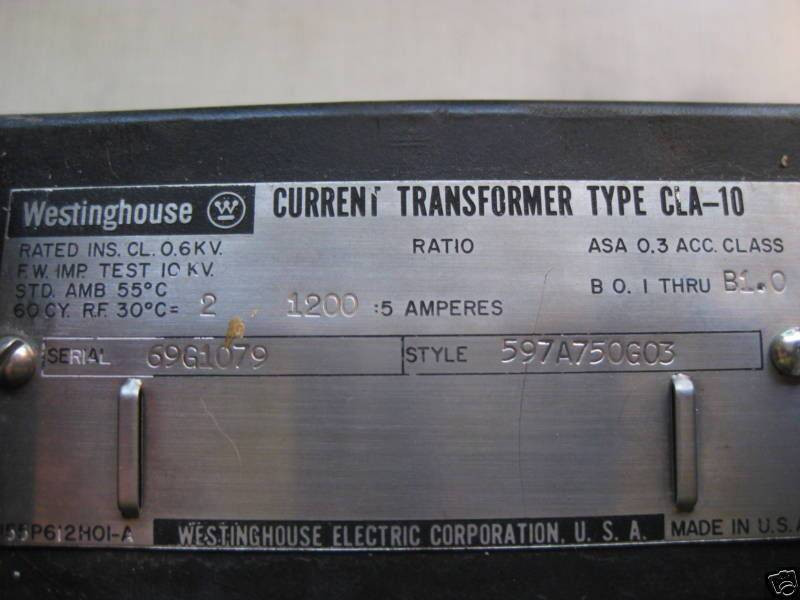 Westinghouse W CURRENT TRANSFORMER TYPE CLA-10
RATED INS. CL. 0.6 KV. RATIO ASA 0.3 ACC. CLASS
F.W. IMP. TEST 10 KV.
STD. AMB 55°C B 0.1 THRU B1.0
60 CY. R.F. 30°C= 2 1200 :5 AMPERES
SERIAL 69G1079 STYLE 597A750G03
55P612H01-A WESTINGHOUSE ELECTRIC CORPORATION, U. S. A. MADE IN U.S.A